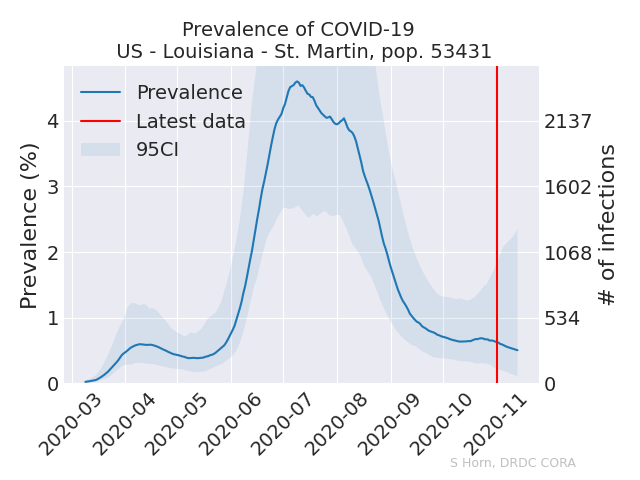 Prevalence of COVID-19
US - Louisiana - St. Martin, pop. 53431
Prevalence
Latest data
95CI
Prevalence (%)
4
3
2
1
0
2137
1602
1068
534
0
# of infections
2020-03
2020-04
2020-05
2020-06
2020-07
2020-08
2020-09
2020-10
2020-11
S Horn, DRDC CORA